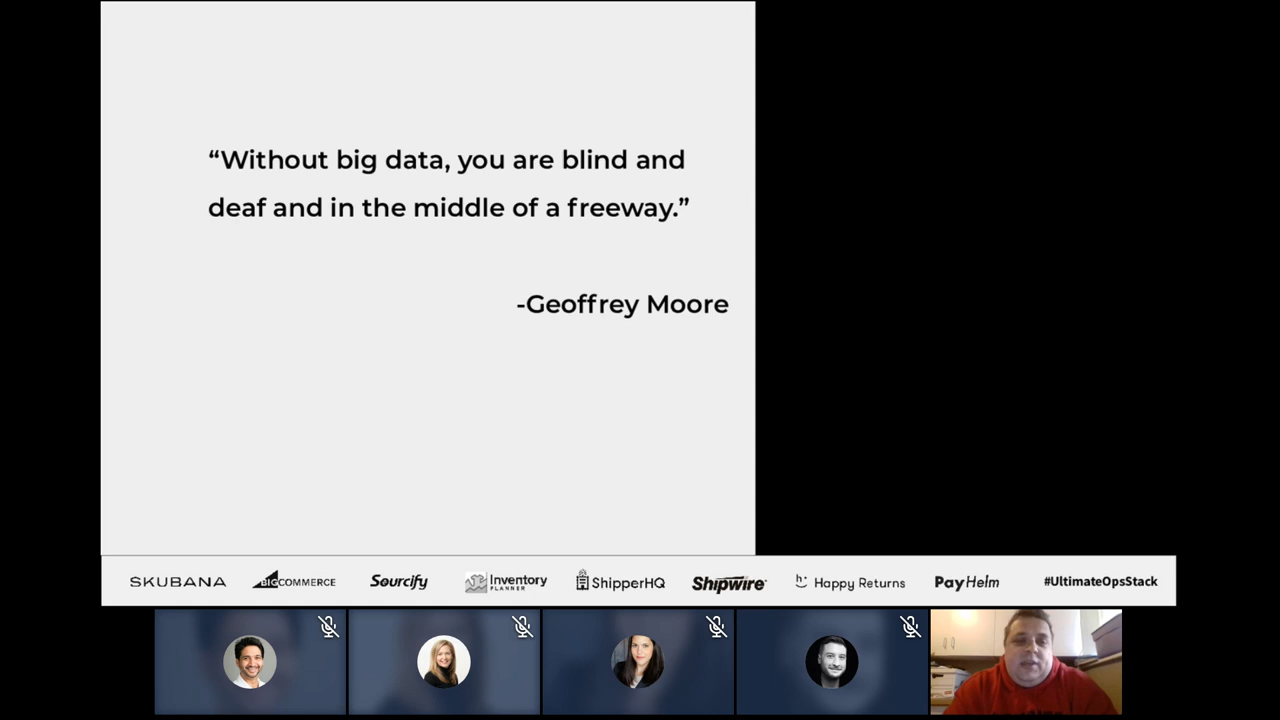 “Without big data, you are blind and
deaf and in the middle of a freeway.”
-Geoffrey Moore
SKUBANA BIGCOMMERCE Sourcify Inventory PLANNER ShipperHQ Shipwire Happy Returns PayHelm #UltimateOpsStack